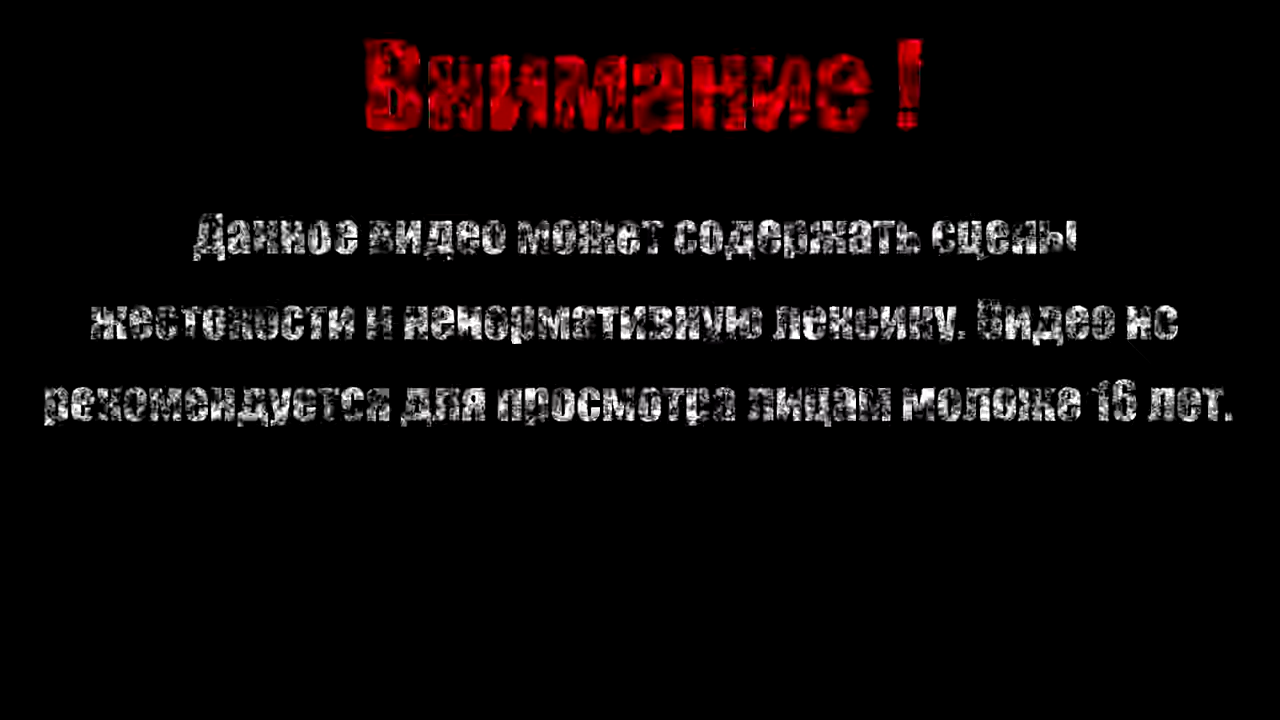 Внимание !
Данное видео может содержать сцены
жестокости и ненормативную лексику. Видео не
рекомендуется для просмотра лицам моложе 16 лет.